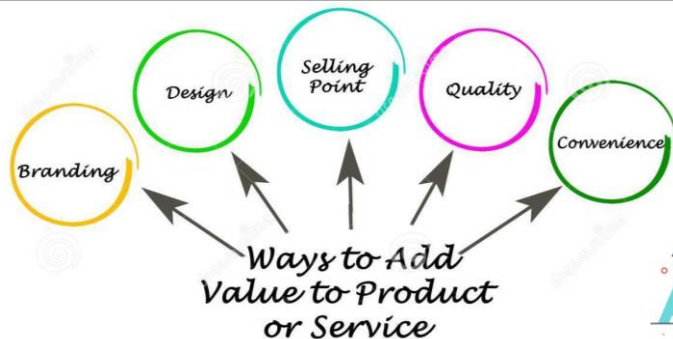 Branding
Design
Selling
Point
Quality
Convenience
Ways to Add
Value to Product
or Service